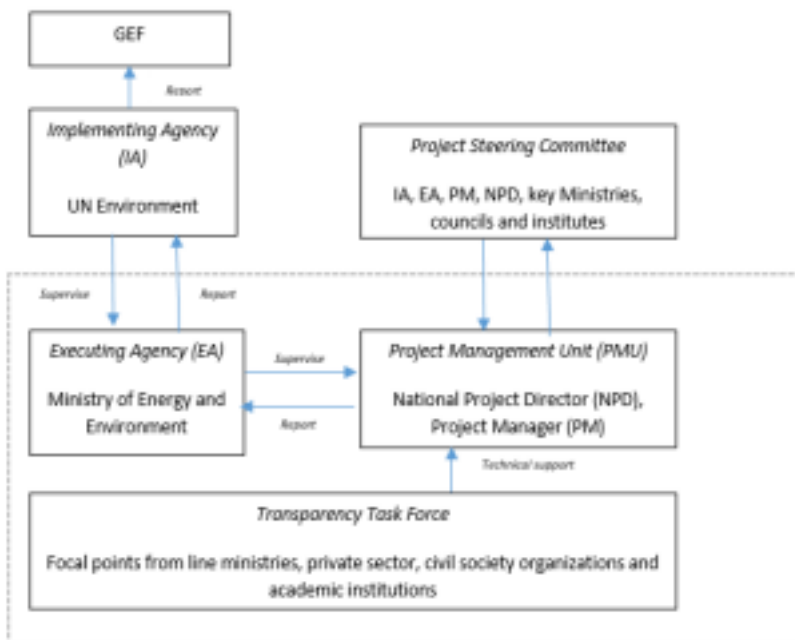 GEF
Report
Implementing Agency
(IA)
UN Environment
Project Steering Committee
IA, EA, PM, NPD, key Ministries,
councils and institutes
Supervise
Report
Executing Agency (EA)
Ministry of Energy and
Environment
Supervise
Report
Project Management Unit (PMU)
National Project Director (NPD),
Project Manager (PM)
Technical support
Transparency Task Force
Focal points from line ministries, private sector, civil society organizations and
academic institutions